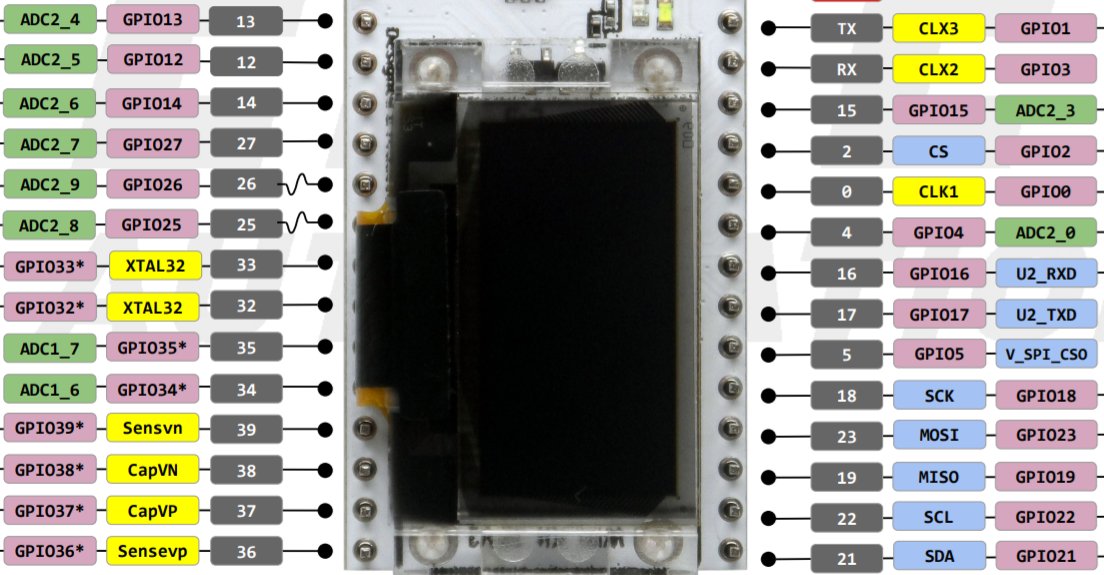 ADC2_4 GPIO13 13
ADC2_5 GPIO12 12
ADC2_6 GPIO14 14
ADC2_7 GPIO27 27
ADC2_9 GPIO26 26
ADC2_8 GPIO25 25
GPIO33* XTAL32 33
GPIO32* XTAL32 32
ADC1_7 GPIO35* 35
ADC1_6 GPIO34* 34
GPIO39* Sensvn 39
GPIO38* CapVN 38
GPIO37* CapVP 37
GPIO36* Sensevp 36
TX CLX3 GPIO1
RX CLX2 GPIO3
15 GPIO15 ADC2_3
2 CS GPIO2
0 CLK1 GPIO0
4 GPIO4 ADC2_0
16 GPIO16 U2_RXD
17 GPIO17 U2_TXD
5 GPIO5 V_SPI_CSO
18 SCK GPIO18
23 MOSI GPIO23
19 MISO GPIO19
22 SCL GPIO22
21 SDA GPIO21